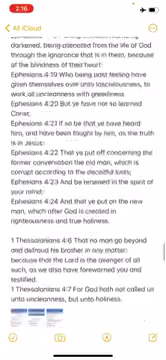 2:16
All iCloud
darkened, being alienated from the life of God
through the ignorance that is in them, because
of the blindness of their heart:
Ephesians 4:19 Who being past feeling have
given themselves over unto lasciviousness, to
work all uncleanness with greediness.
Ephesians 4:20 But ye have not so learned
Christ;
Ephesians 4:21 If so be that ye have heard
him, and have been taught by him, as the truth
is in Jesus:
Ephesians 4:22 That ye put off concerning the
former conversation the old man, which is
corrupt according to the deceitful lusts;
Ephesians 4:23 And be renewed in the spirit of
your mind;
Ephesians 4:24 And that ye put on the new
man, which after God is created in
righteousness and true holiness.
1 Thessalonians 4:6 That no man go beyond
and defraud his brother in any matter:
because that the Lord is the avenger of all
such, as we also have forewarned you and
testified.
1 Thessalonians 4:7 For God hath not called us
unto uncleanness, but unto holiness.